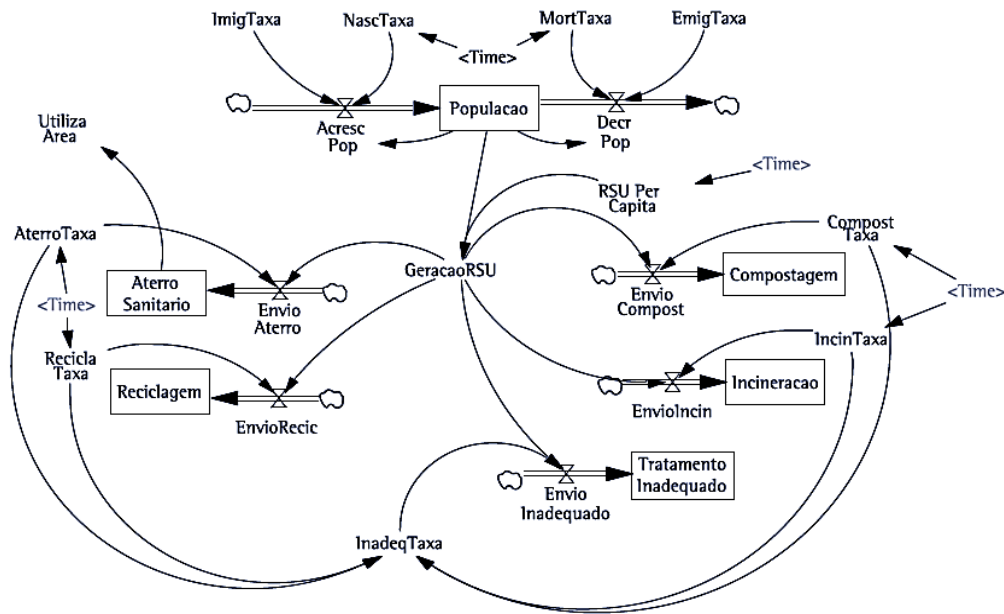 ImigTaxa
NascTaxa
MortTaxa
EmigTaxa
<Time>
Populacao
Acresc
Pop
Decr
Pop
Utiliza
Area
<Time>
RSU Per
Capita
AterroTaxa
Compost
Taxa
GeracaoRSU
Aterro
Sanitario
Envio
Aterro
Envio
Compost
Compostagem
<Time>
<Time>
Recicla
Taxa
IncinTaxa
Reciclagem
EnvioRecic
EnvioIncin
Incineracao
Envio
Inadequado
Tratamento
Inadequado
InadeqTaxa